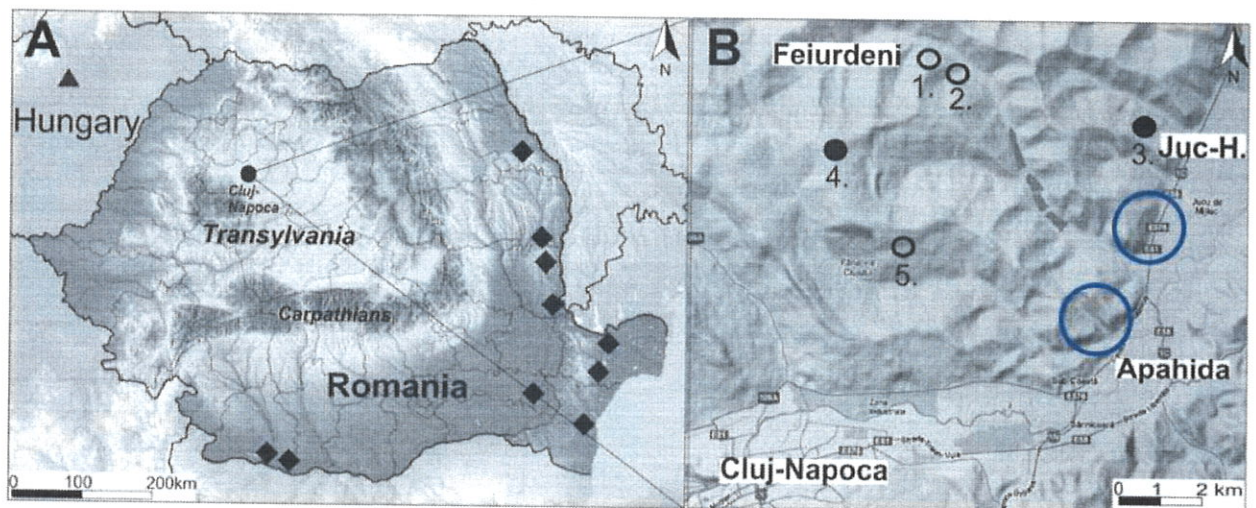 A
N
Hungary
Cluj-
Napoca
Transylvania
Carpathians
Romania
0 100 200km
B
N
Feiurdeni
1.
2.
3.
Juc-H.
4.
5.
Apahida
Cluj-Napoca
0 1 2 km